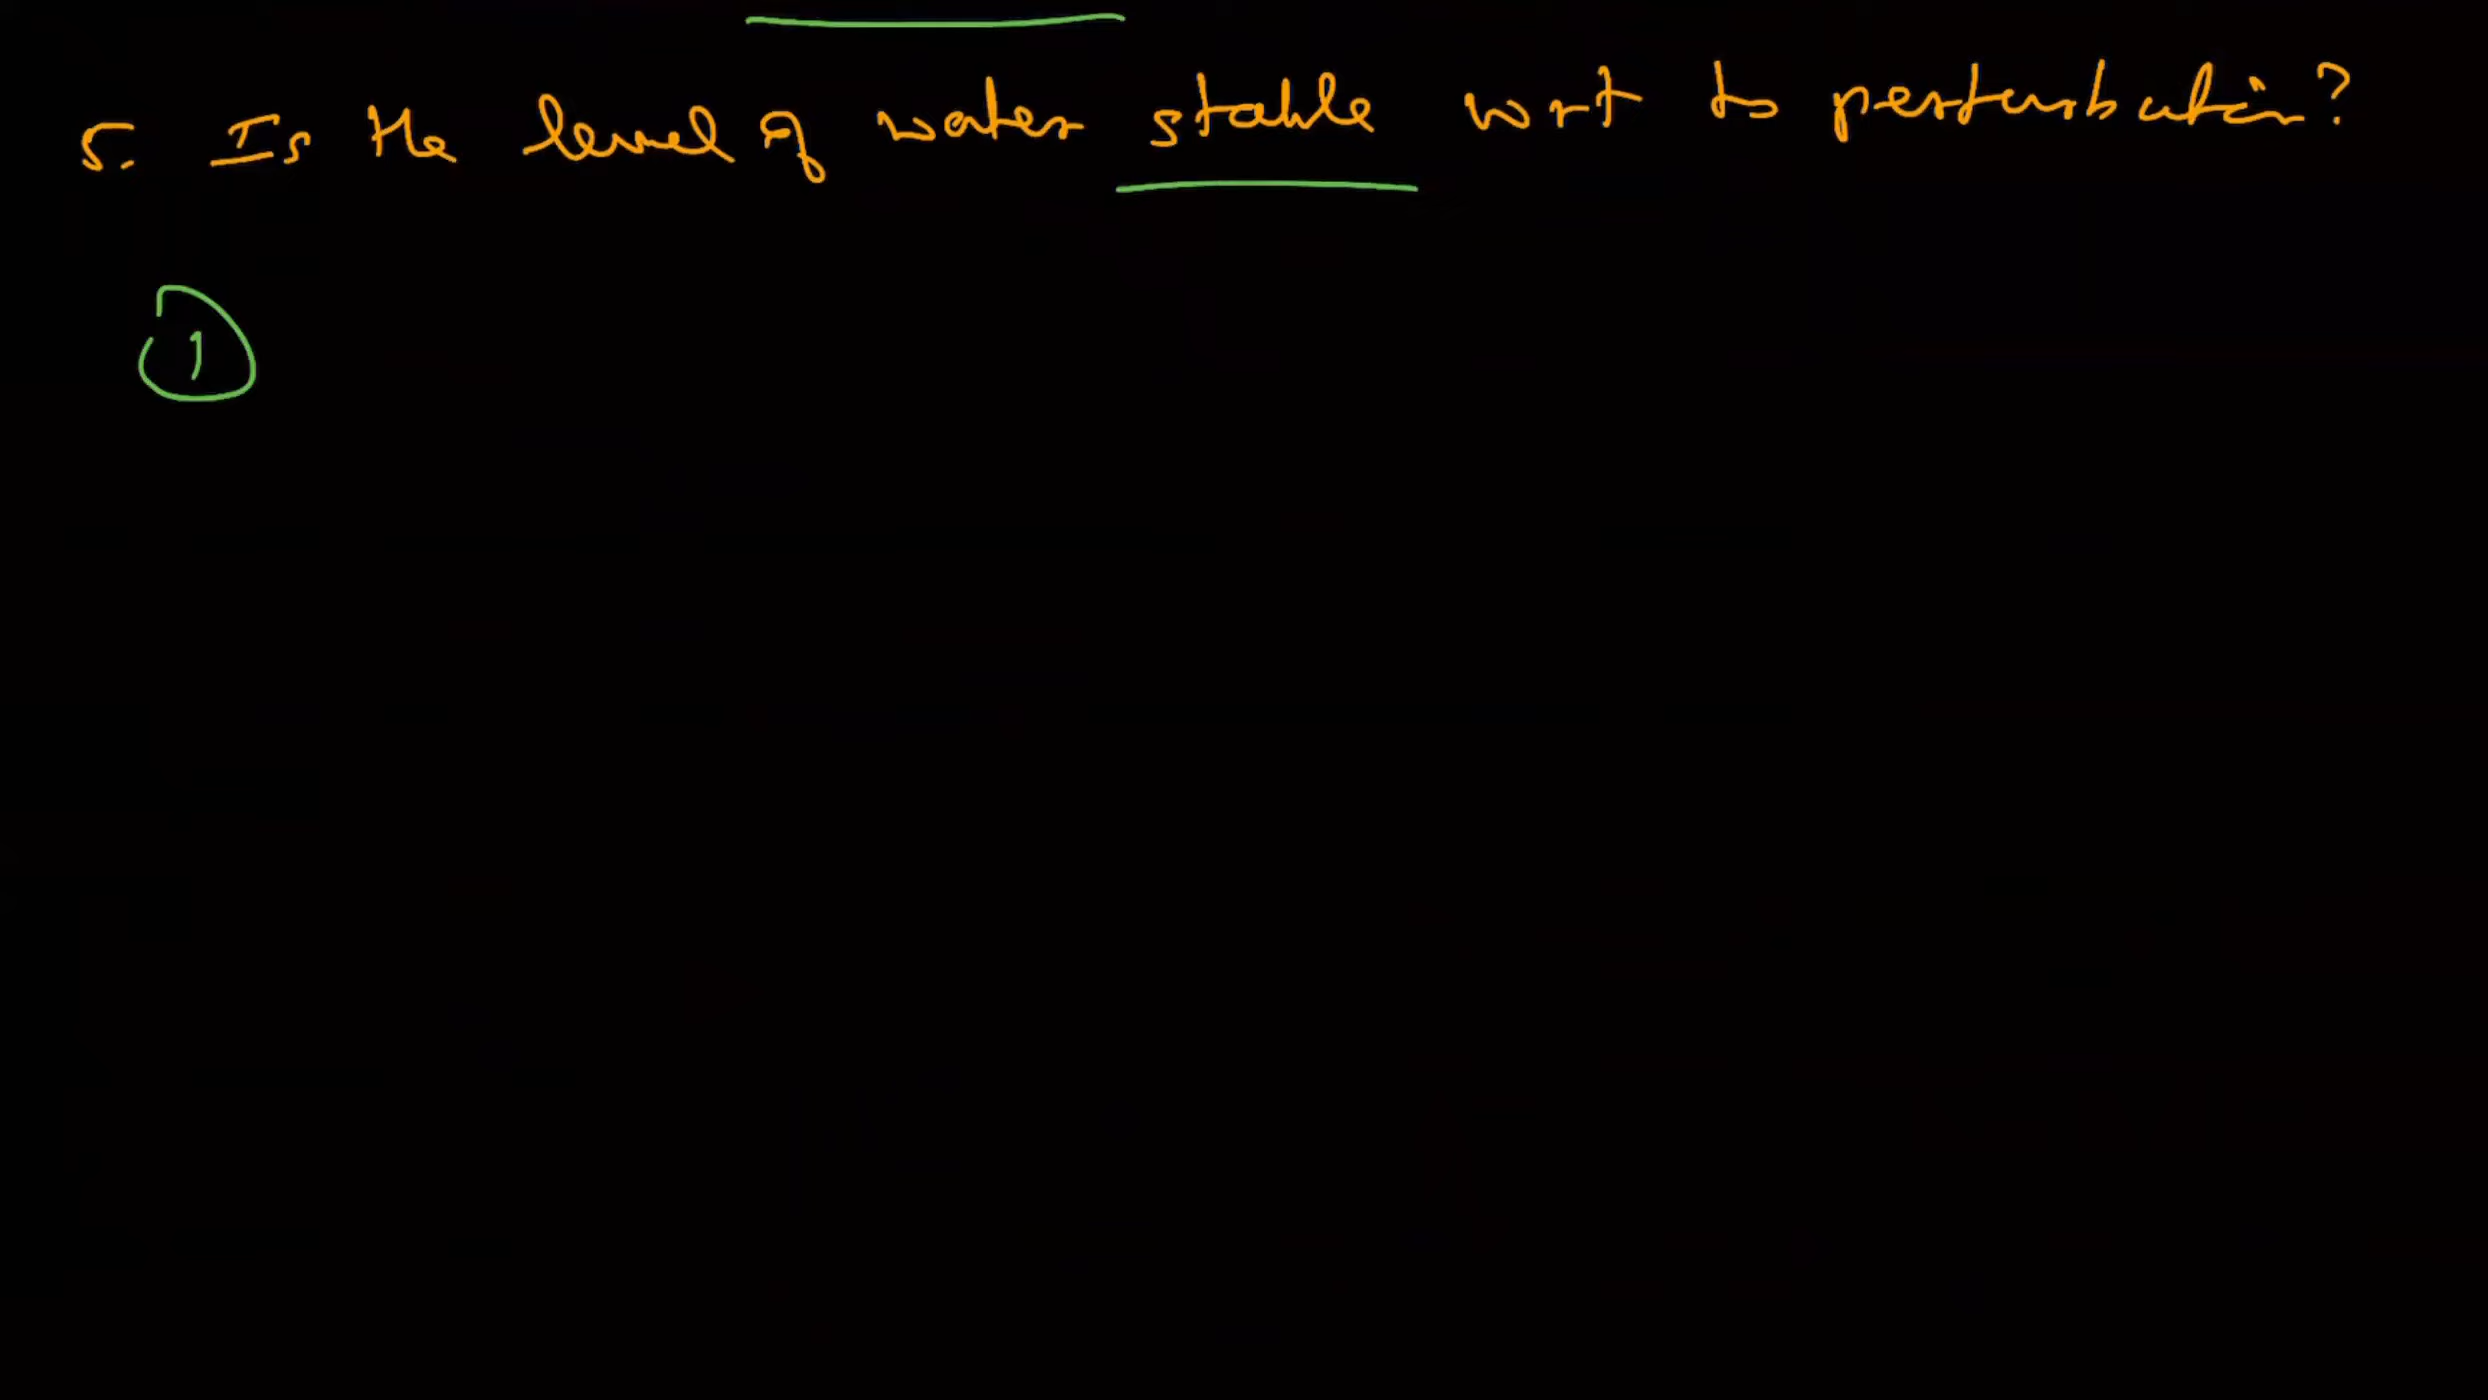 5. Is the level of water stable wrt to perturbation?
1